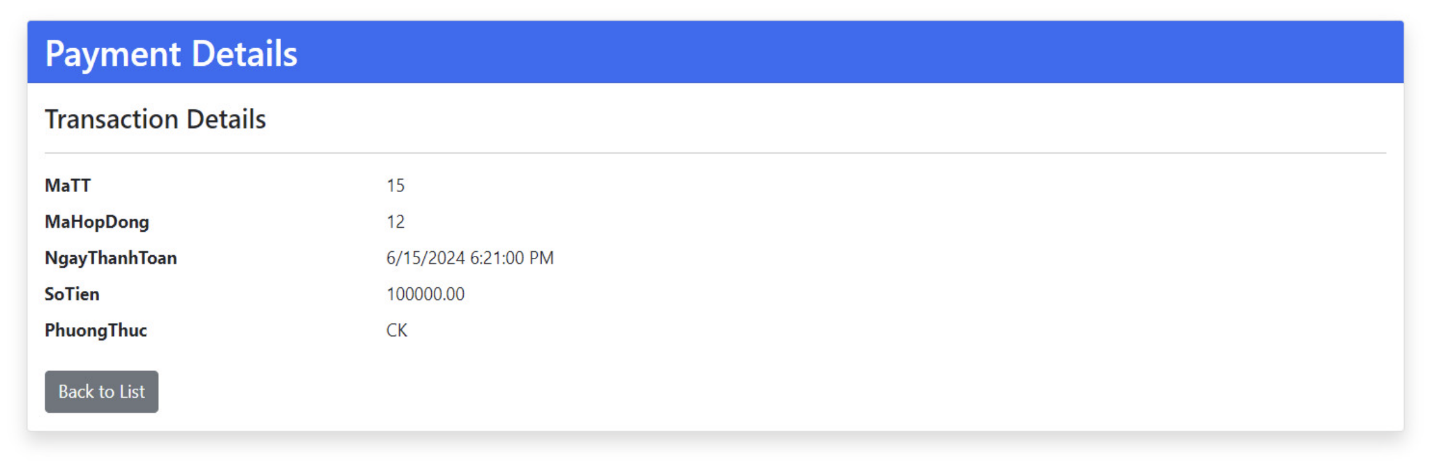 Payment Details
Transaction Details
MaTT 15
MaHopDong 12
NgayThanhToan 6/15/2024 6:21:00 PM
SoTien 100000.00
PhuongThuc CK
Back to List